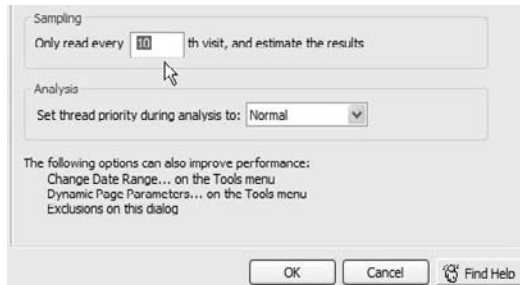 Sampling
Only read every 10 th visit, and estimate the results
Analysis
Set thread priority during analysis to: Normal
The following options can also improve performance:
Change Date Range... on the Tools menu
Dynamic Page Parameters... on the Tools menu
Exclusions on this dialog
OK Cancel Find Help